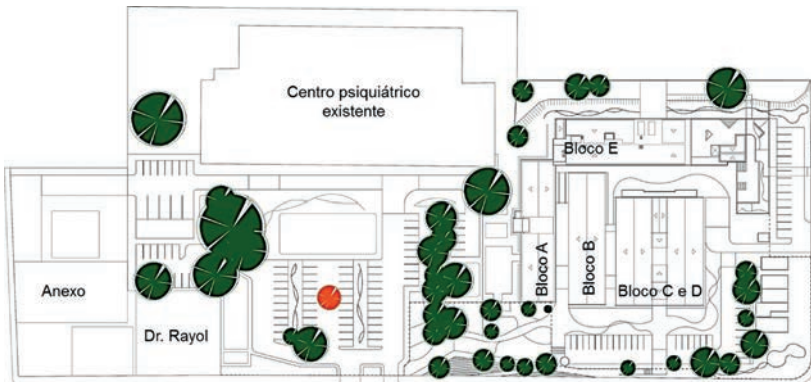 Centro psiquiátrico
existente
Bloco E
Bloco A
Bloco B
Bloco C e D
Anexo
Dr. Rayol